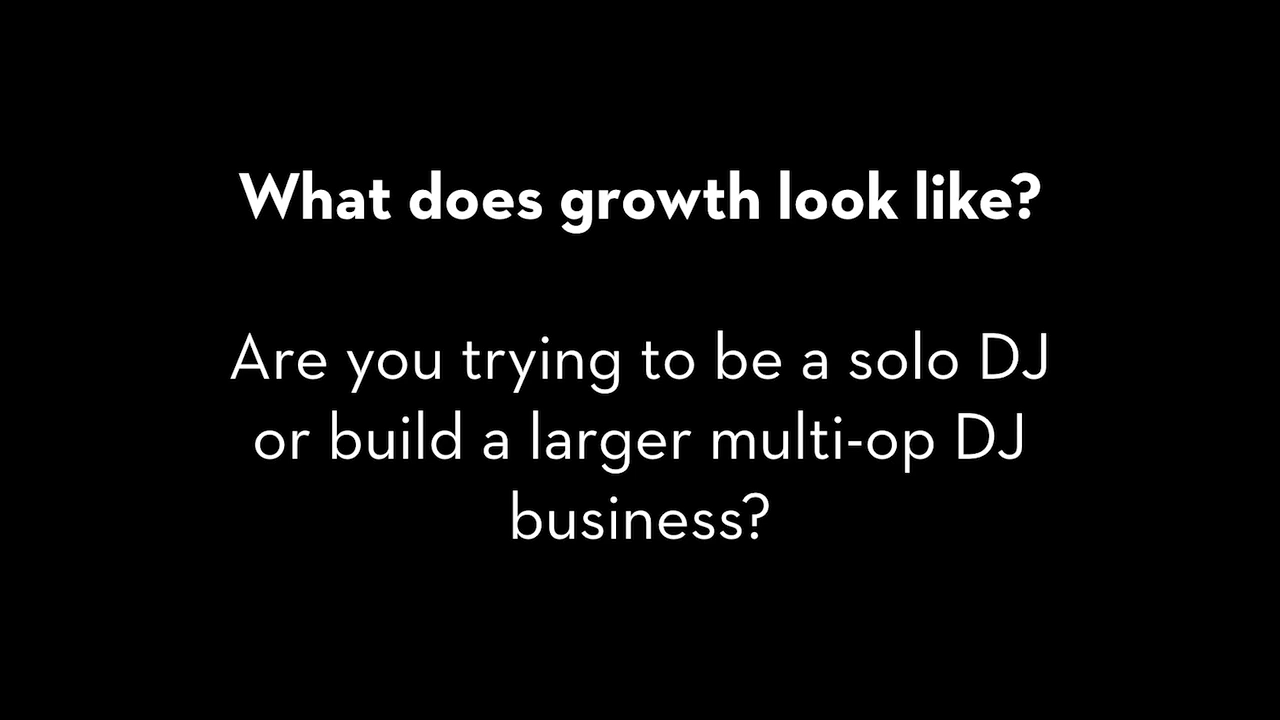 What does growth look like?
Are you trying to be a solo DJ
or build a larger multi-op DJ
business?